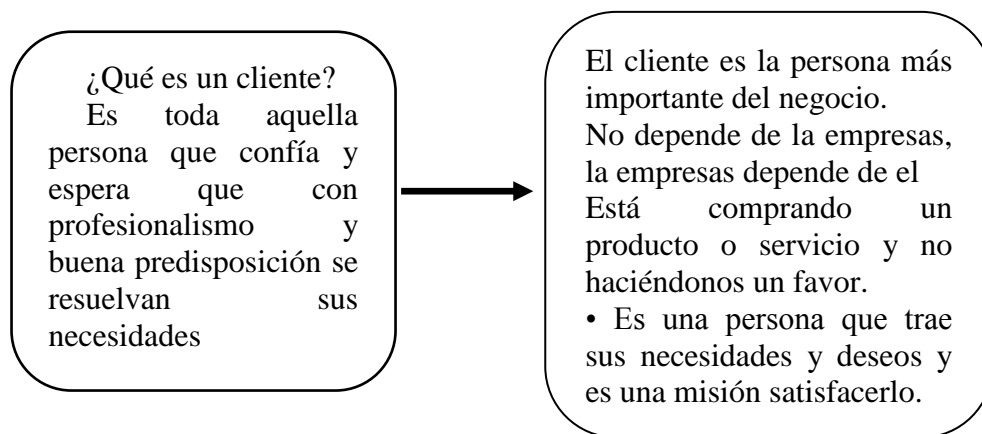 ¿Qué es un cliente?
Es toda aquella
persona que confía y
espera que con
profesionalismo y
buena predisposición se
resuelvan sus
necesidades
El cliente es la persona más
importante del negocio.
No depende de la empresas,
la empresas depende de el
Está comprando un
producto o servicio y no
haciéndonos un favor.
• Es una persona que trae
sus necesidades y deseos y
es una misión satisfacerlo.